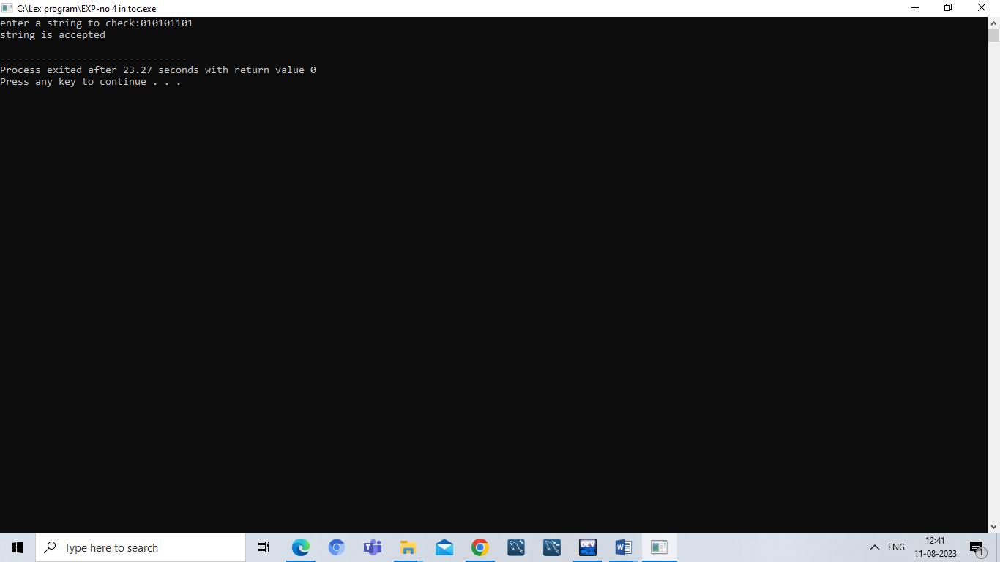 C:\Lex program\EXP-no 4 in toc.exe
enter a string to check:010101101
string is accepted
--------------------------------
Process exited after 23.27 seconds with return value 0
Press any key to continue . . .
Type here to search
DEV
W
ENG
12:41
11-08-2023
1